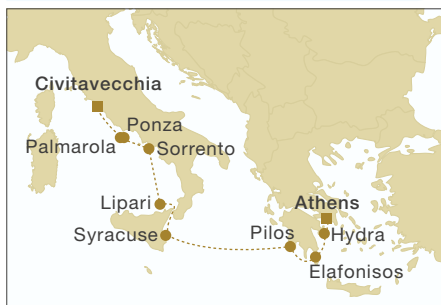 Civitavecchia
Ponza
Palmarola
Sorrento
Lipari
Athens
Syracuse
Pilos
Hydra
Elafonisos